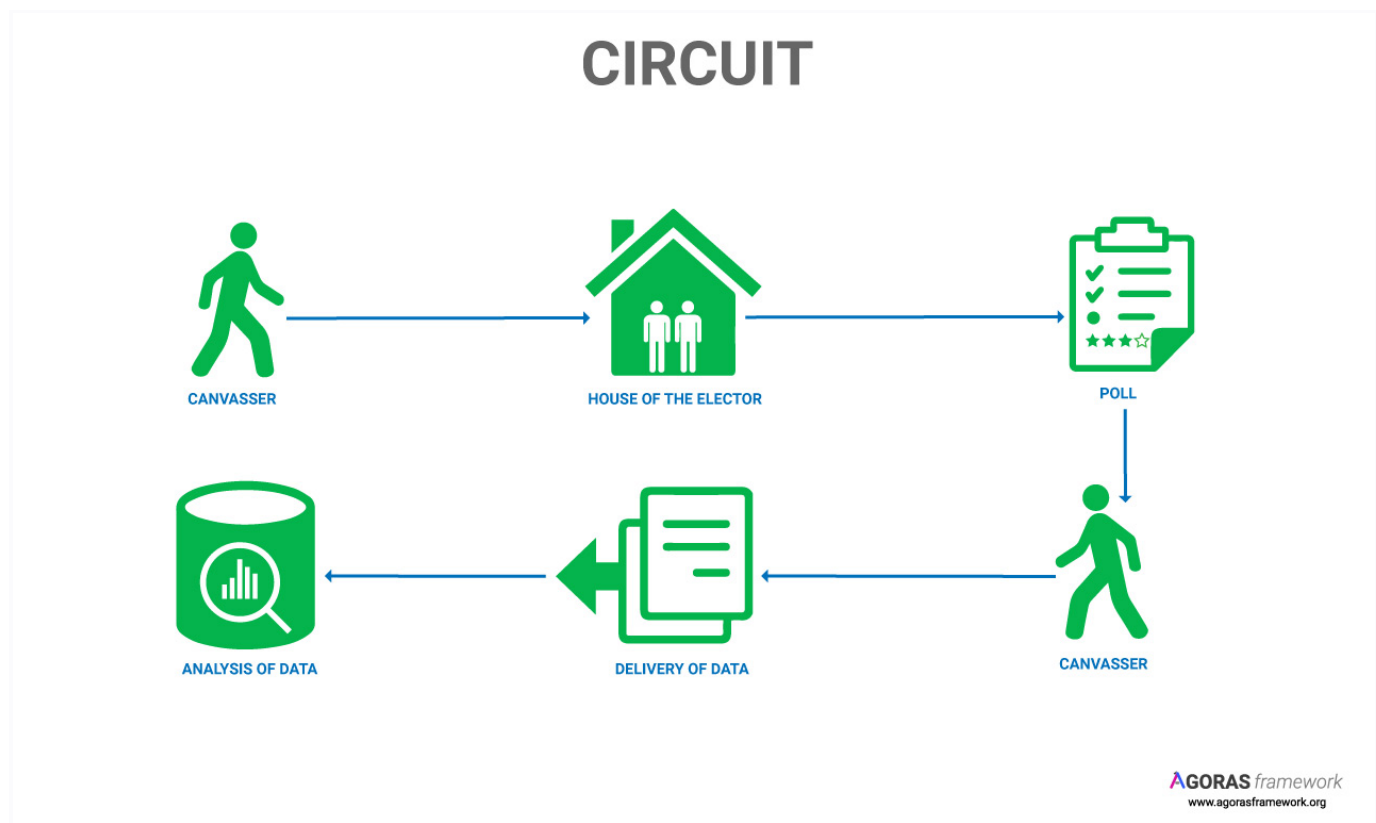 CIRCUIT
CANVASSER
HOUSE OF THE ELECTOR
POLL
ANALYSIS OF DATA
DELIVERY OF DATA
CANVASSER
AGORAS framework
www.agorasframework.org